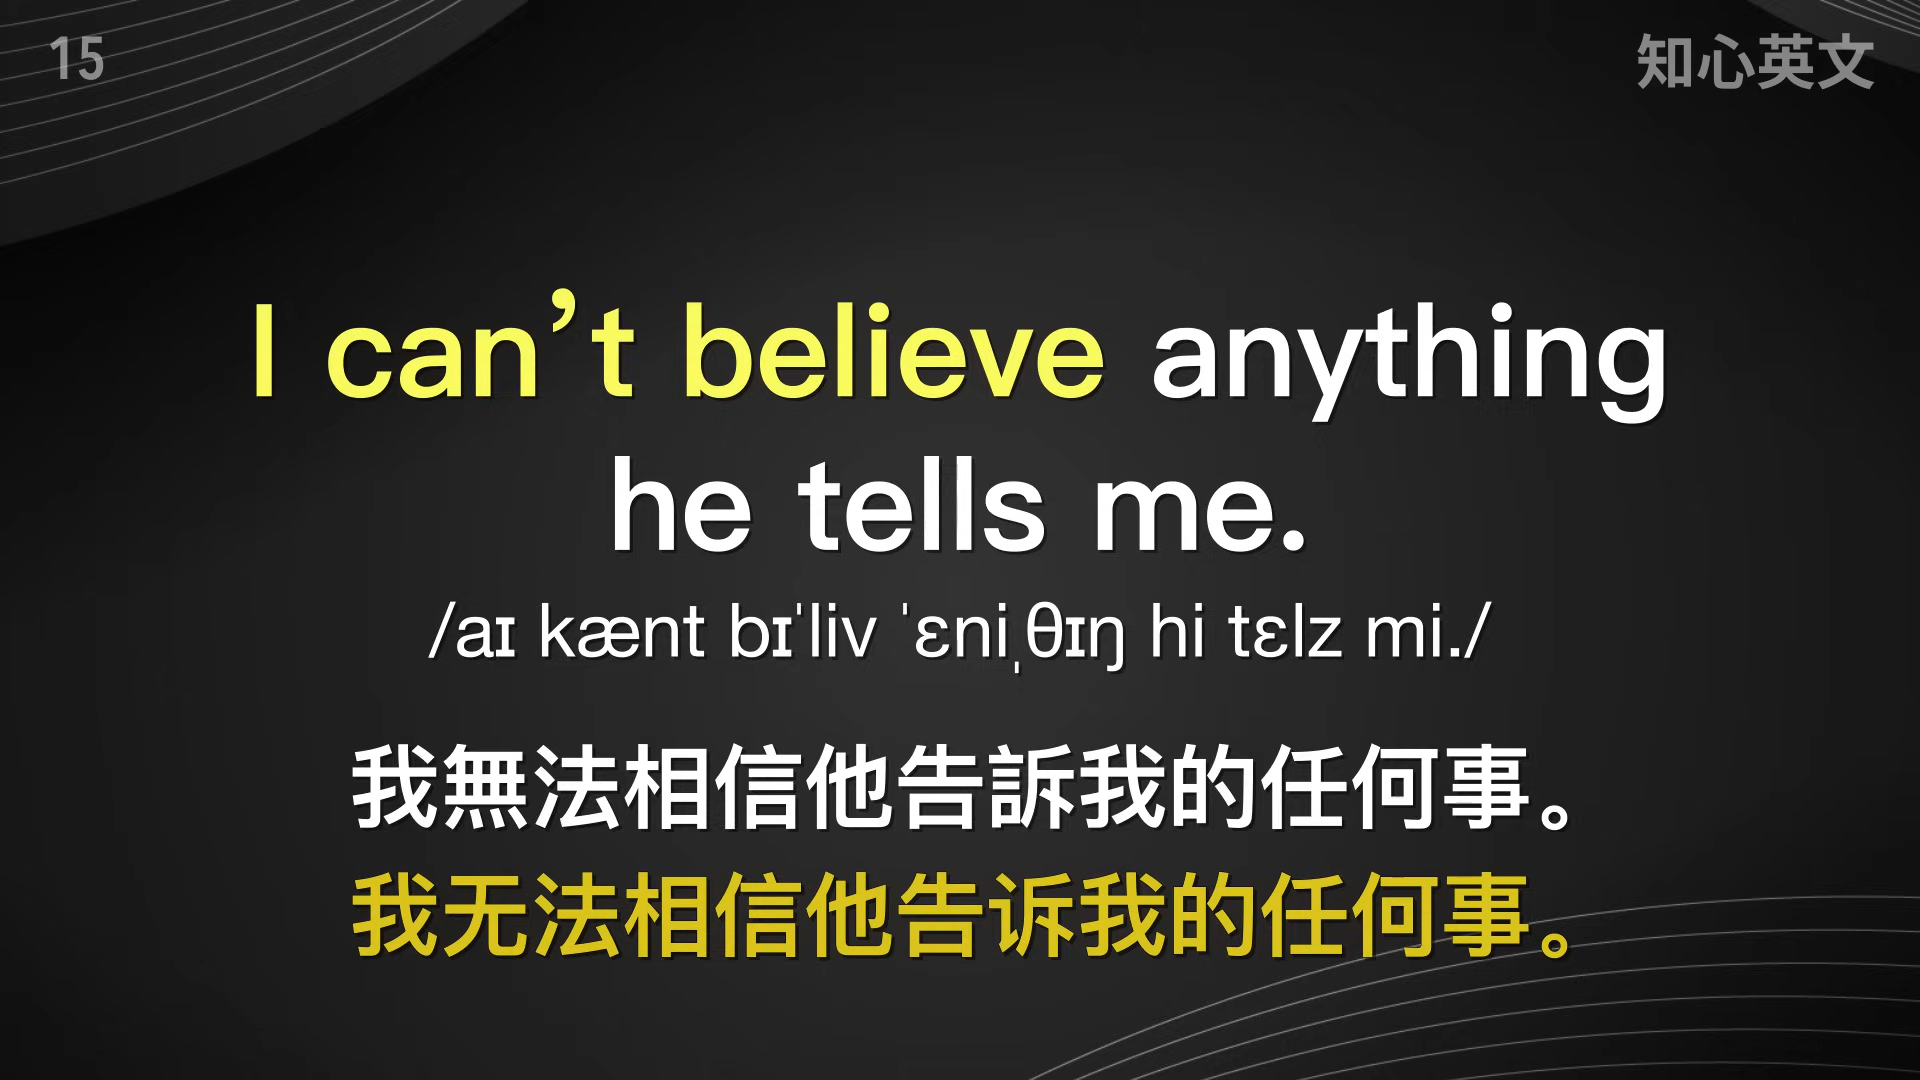 15
知心英文
I can’t believe anything
he tells me.
/aɪ kænt bɪˈliv ˈɛniˌθɪŋ hi tɛlz mi./
我無法相信他告訴我的任何事。
我无法相信他告诉我的任何事。